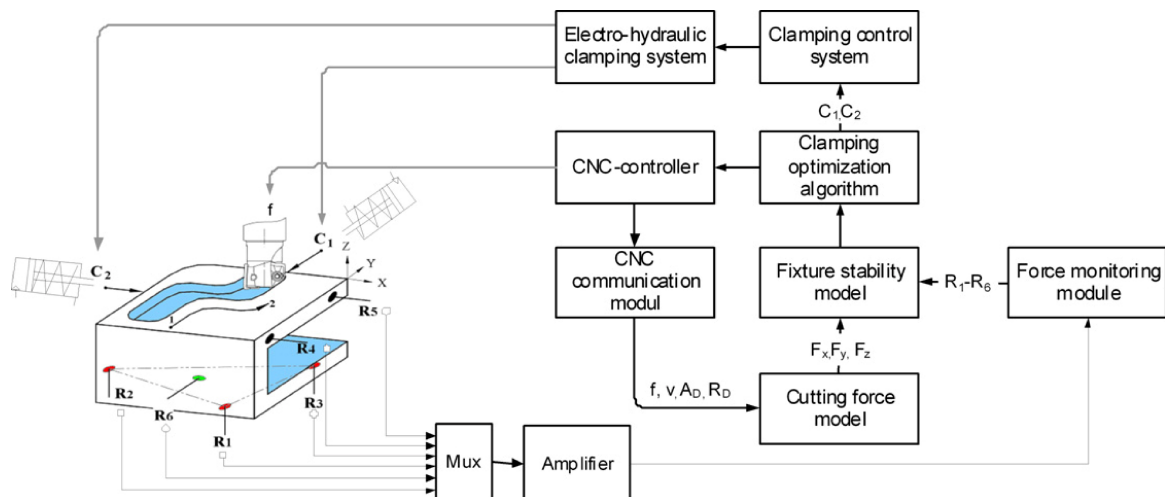 Electro-hydraulic
clamping system
Clamping control
system
C1,C2
CNC-controller
Clamping
optimization
algorithm
f
C1
Z
Y
X
C2
CNC
communication
modul
Fixture stability
model
R1-R6
Force monitoring
module
2
1
R5
R4
Fx,Fy, Fz
R2
R3
f, v, AD, RD
Cutting force
model
R6
R1
Mux
Amplifier